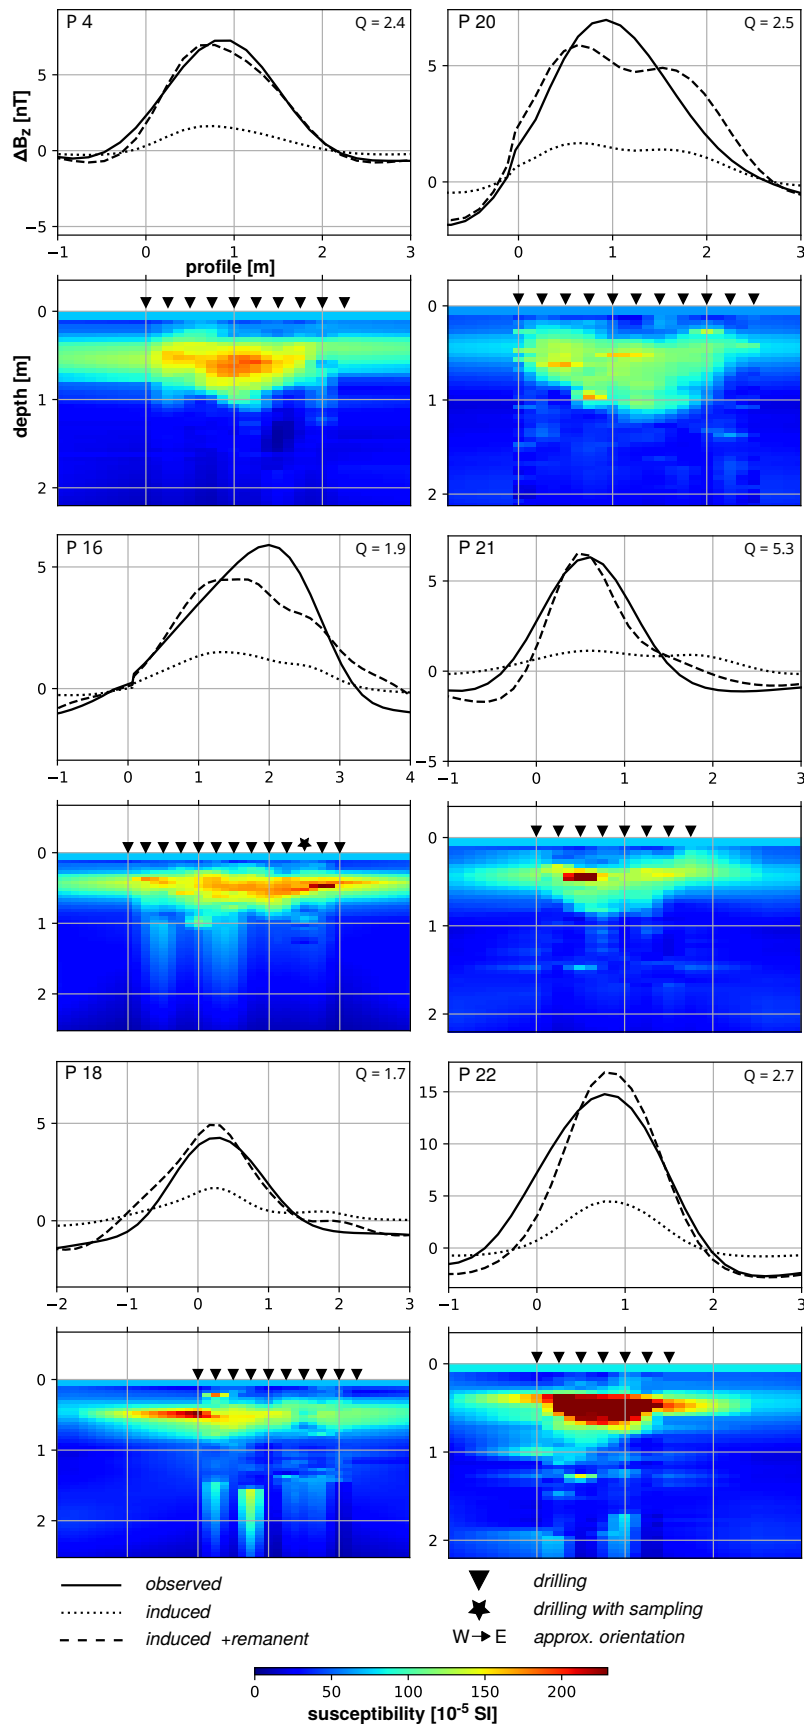 P 4 Q = 2.4
5
0
−5
ΔBz [nT]
−1 0 1 2 3
profile [m]
0
1
2
depth [m]
P 20 Q = 2.5
5
0
−1 0 1 2 3
0
1
2
P 16 Q = 1.9
5
0
−1 0 1 2 3 4
0
1
2
P 21 Q = 5.3
5
0
−5
−1 0 1 2 3
0
1
2
P 18 Q = 1.7
5
0
−2 −1 0 1 2 3
0
1
2
P 22 Q = 2.7
15
10
5
0
−1 0 1 2 3
0
1
2
observed
induced
induced +remanent
drilling
drilling with sampling
W E approx. orientation
0 50 100 150 200
susceptibility [10⁻⁵ SI]